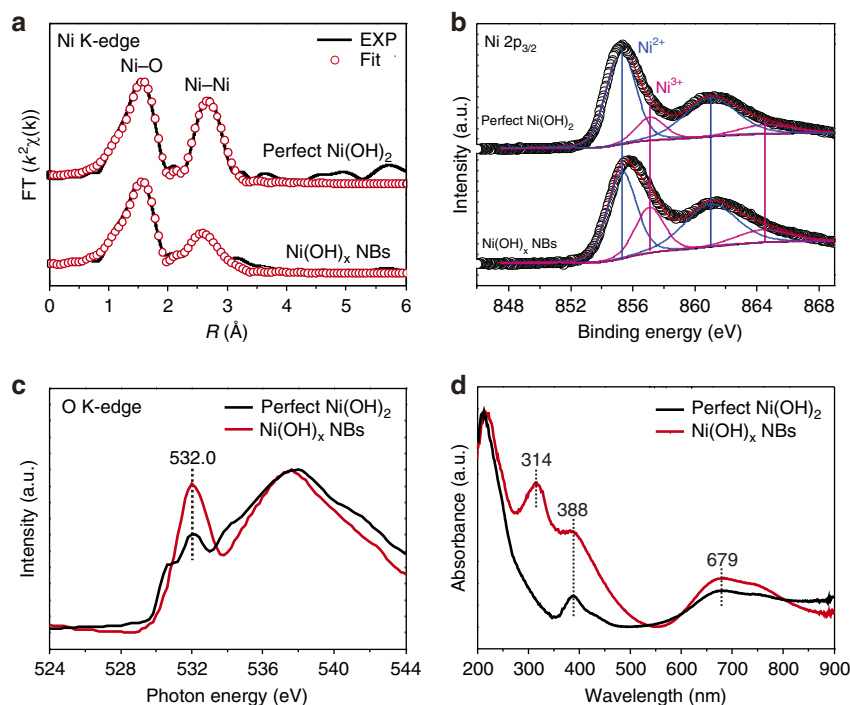 a
Ni K-edge
EXP
Fit
Ni–O
Ni–Ni
Perfect Ni(OH)2
Ni(OH)x NBs
FT (k2χ(k))
0 1 2 3 4 5 6
R (Å)
b
Ni 2p3/2
Ni2+
Ni3+
Perfect Ni(OH)2
Ni(OH)x NBs
Intensity (a.u.)
848 852 856 860 864 868
Binding energy (eV)
c
O K-edge
Perfect Ni(OH)2
Ni(OH)x NBs
532.0
Intensity (a.u.)
524 528 532 536 540 544
Photon energy (eV)
d
Perfect Ni(OH)2
Ni(OH)x NBs
314
388
679
Absorbance (a.u.)
200 300 400 500 600 700 800 900
Wavelength (nm)